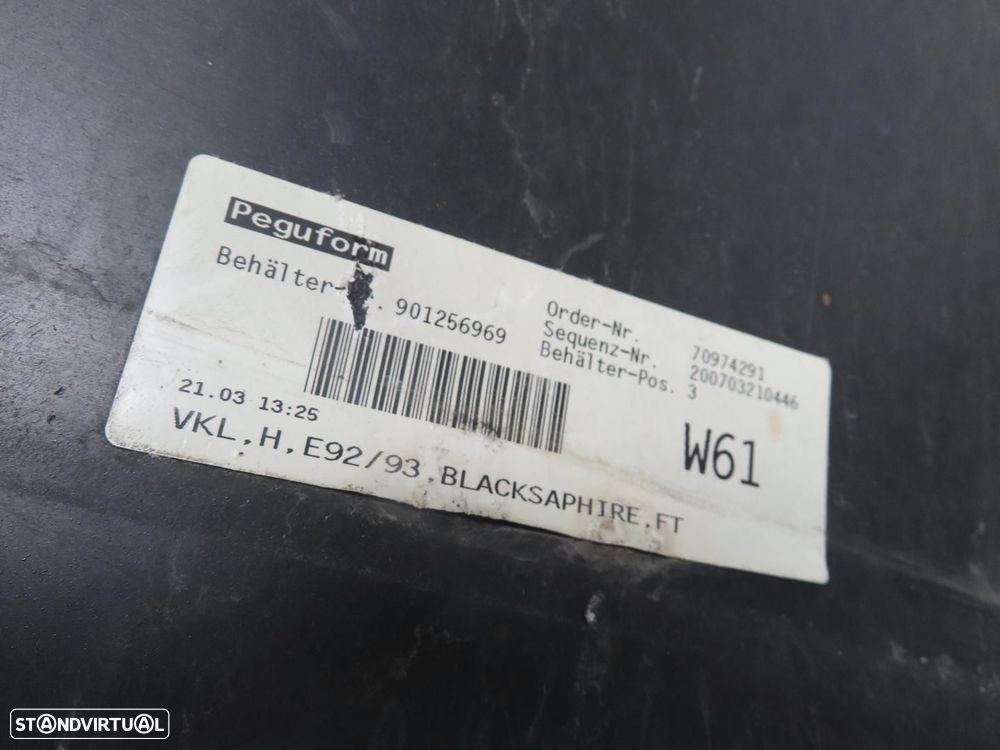 Peguform
Behälter- 901256969
Order-Nr. 70974291
Sequenz-Nr. 200703210446
Behälter-Pos. 3
21.03 13:25
W61
VKL,H,E92/93.BLACKSAPHIRE.FT
STANDVIRTUAL